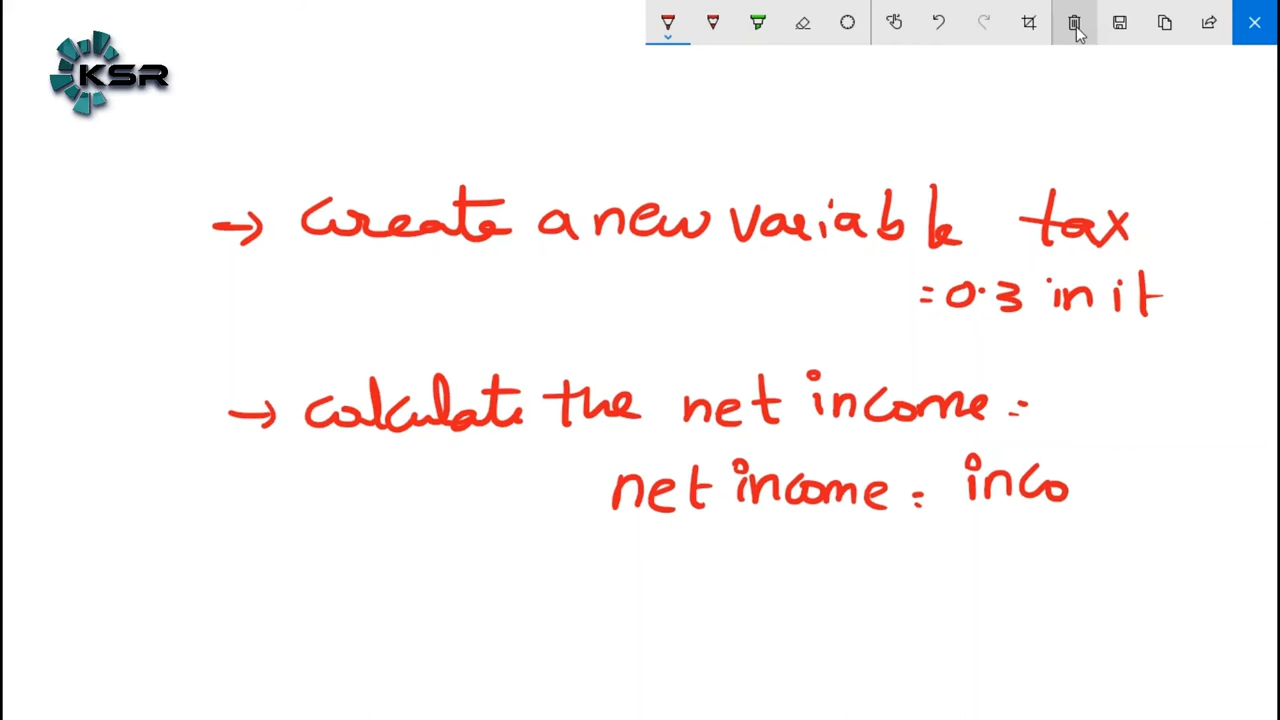 KSR
→ create a new variable tax
= 0.3 in it
→ calculate the net income =
net income = inco